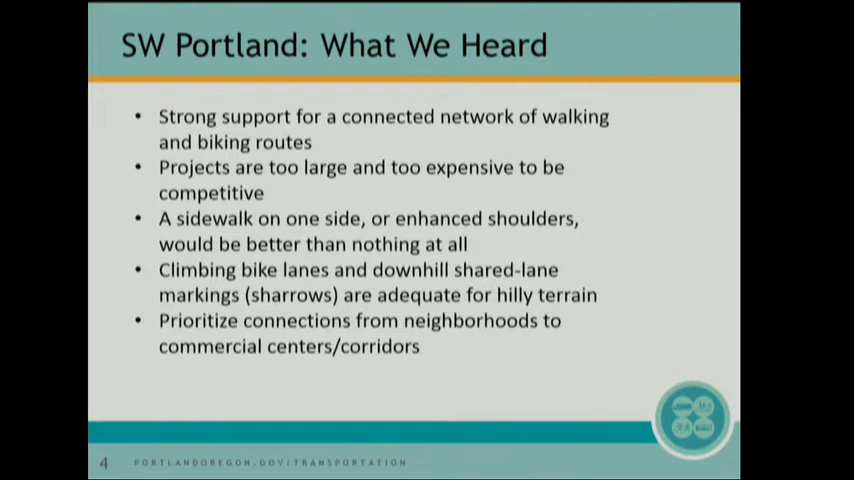 SW Portland: What We Heard
• Strong support for a connected network of walking
and biking routes
• Projects are too large and too expensive to be
competitive
• A sidewalk on one side, or enhanced shoulders,
would be better than nothing at all
• Climbing bike lanes and downhill shared-lane
markings (sharrows) are adequate for hilly terrain
• Prioritize connections from neighborhoods to
commercial centers/corridors
4 PORTLANDOREGON.GOV/TRANSPORTATION